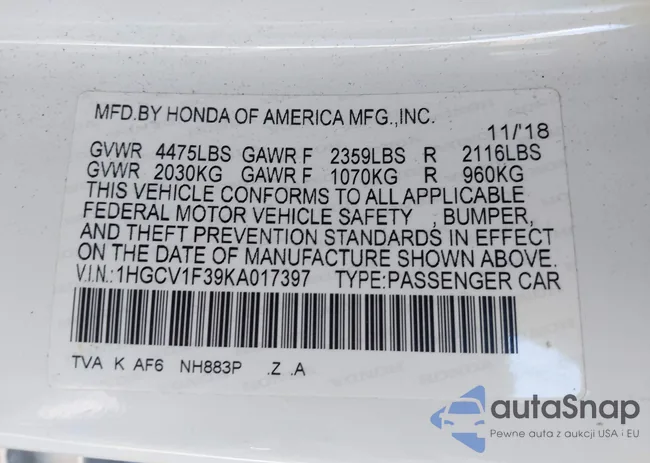 MFD.BY HONDA OF AMERICA MFG.,INC.
11/'18
GVWR 4475LBS GAWR F 2359LBS R 2116LBS
GVWR 2030KG GAWR F 1070KG R 960KG
THIS VEHICLE CONFORMS TO ALL APPLICABLE
FEDERAL MOTOR VEHICLE SAFETY , BUMPER,
AND THEFT PREVENTION STANDARDS IN EFFECT
ON THE DATE OF MANUFACTURE SHOWN ABOVE.
V.I.N.:1HGCV1F39KA017397 TYPE:PASSENGER CAR
TVA K AF6 NH883P .Z .A
autaSnap
Pewne auta z aukcji USA i EU